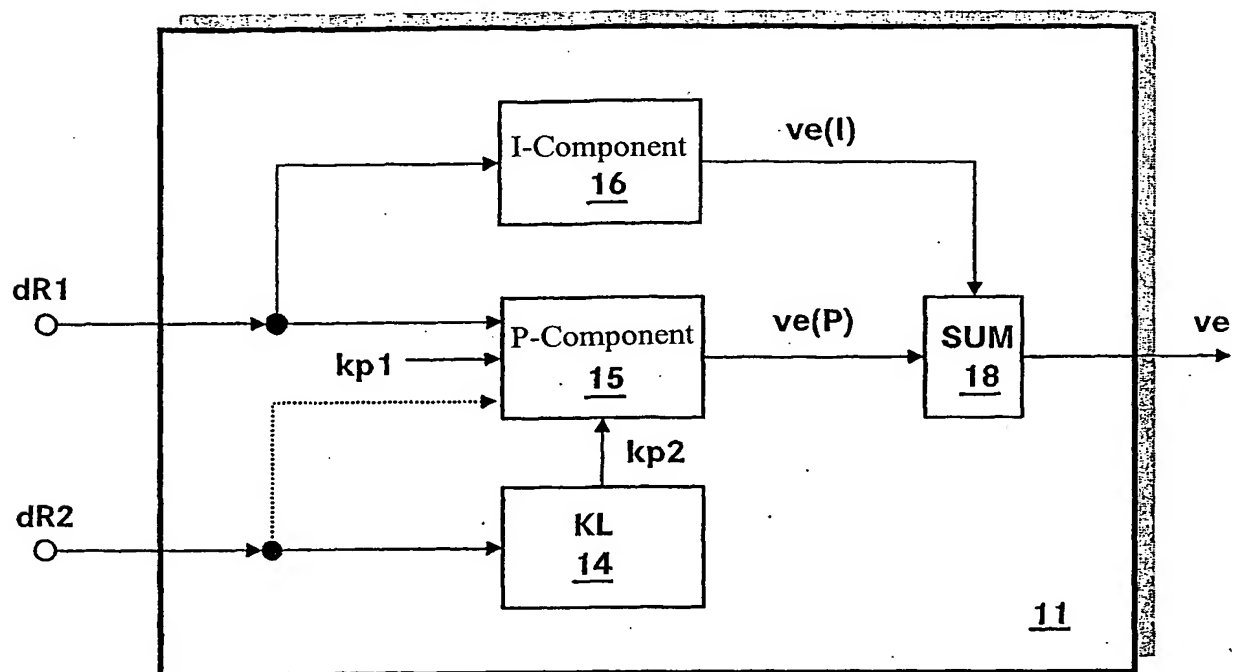 I-Component
16
ve(I)
dR1
kp1
P-Component
15
ve(P)
SUM
18
ve
kp2
dR2
KL
14
11